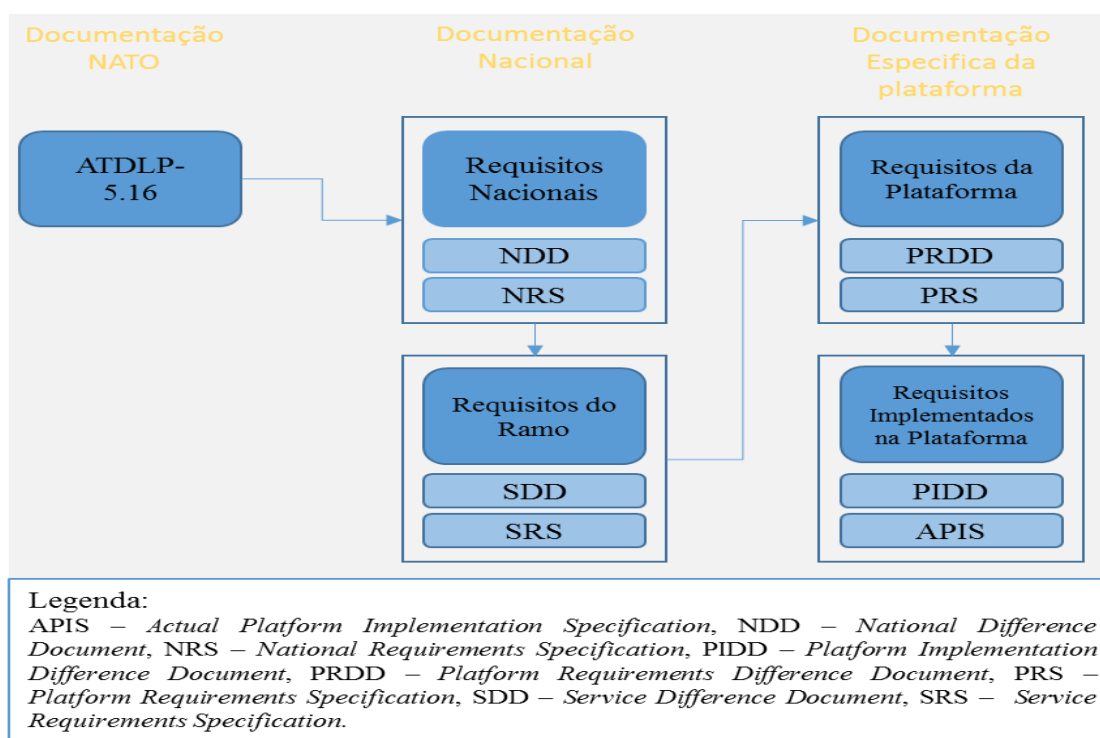 Documentação
NATO
Documentação
Nacional
Documentação
Especifica da
plataforma
ATDLP-
5.16
Requisitos
Nacionais
NDD
NRS
Requisitos do
Ramo
SDD
SRS
Requisitos da
Plataforma
PRDD
PRS
Requisitos
Implementados
na Plataforma
PIDD
APIS
Legenda:
APIS – Actual Platform Implementation Specification, NDD – National Difference
Document, NRS – National Requirements Specification, PIDD – Platform Implementation
Difference Document, PRDD – Platform Requirements Difference Document, PRS –
Platform Requirements Specification, SDD – Service Difference Document, SRS – Service
Requirements Specification.